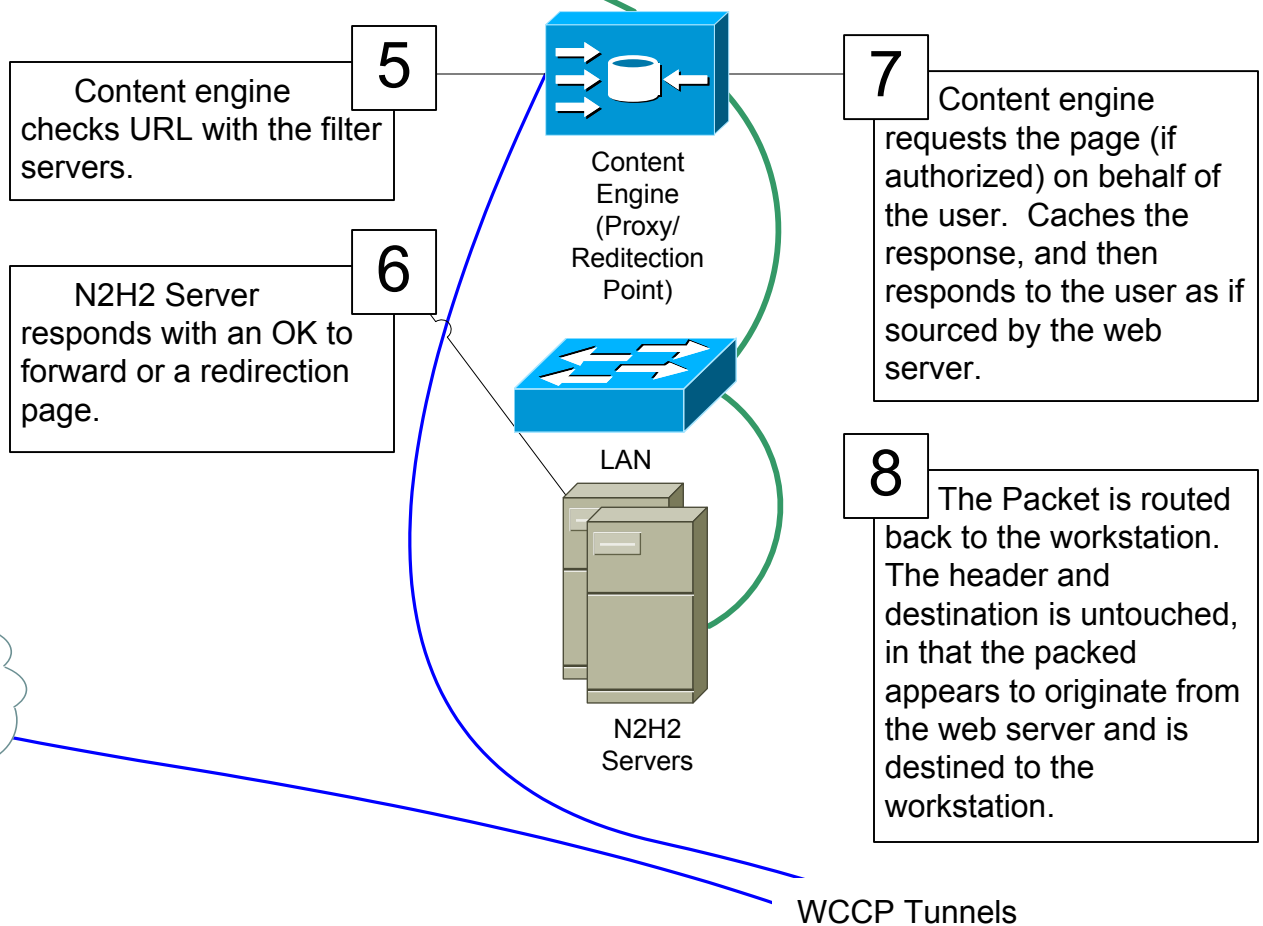 5
Content engine
checks URL with the filter
servers.
6
N2H2 Server
responds with an OK to
forward or a redirection
page.
Content
Engine
(Proxy/
Reditection
Point)
LAN
N2H2
Servers
7
Content engine
requests the page (if
authorized) on behalf of
the user.  Caches the
response, and then
responds to the user as if
sourced by the web
server.
8
The Packet is routed
back to the workstation.
The header and
destination is untouched,
in that the packed
appears to originate from
the web server and is
destined to the
workstation.
WCCP Tunnels